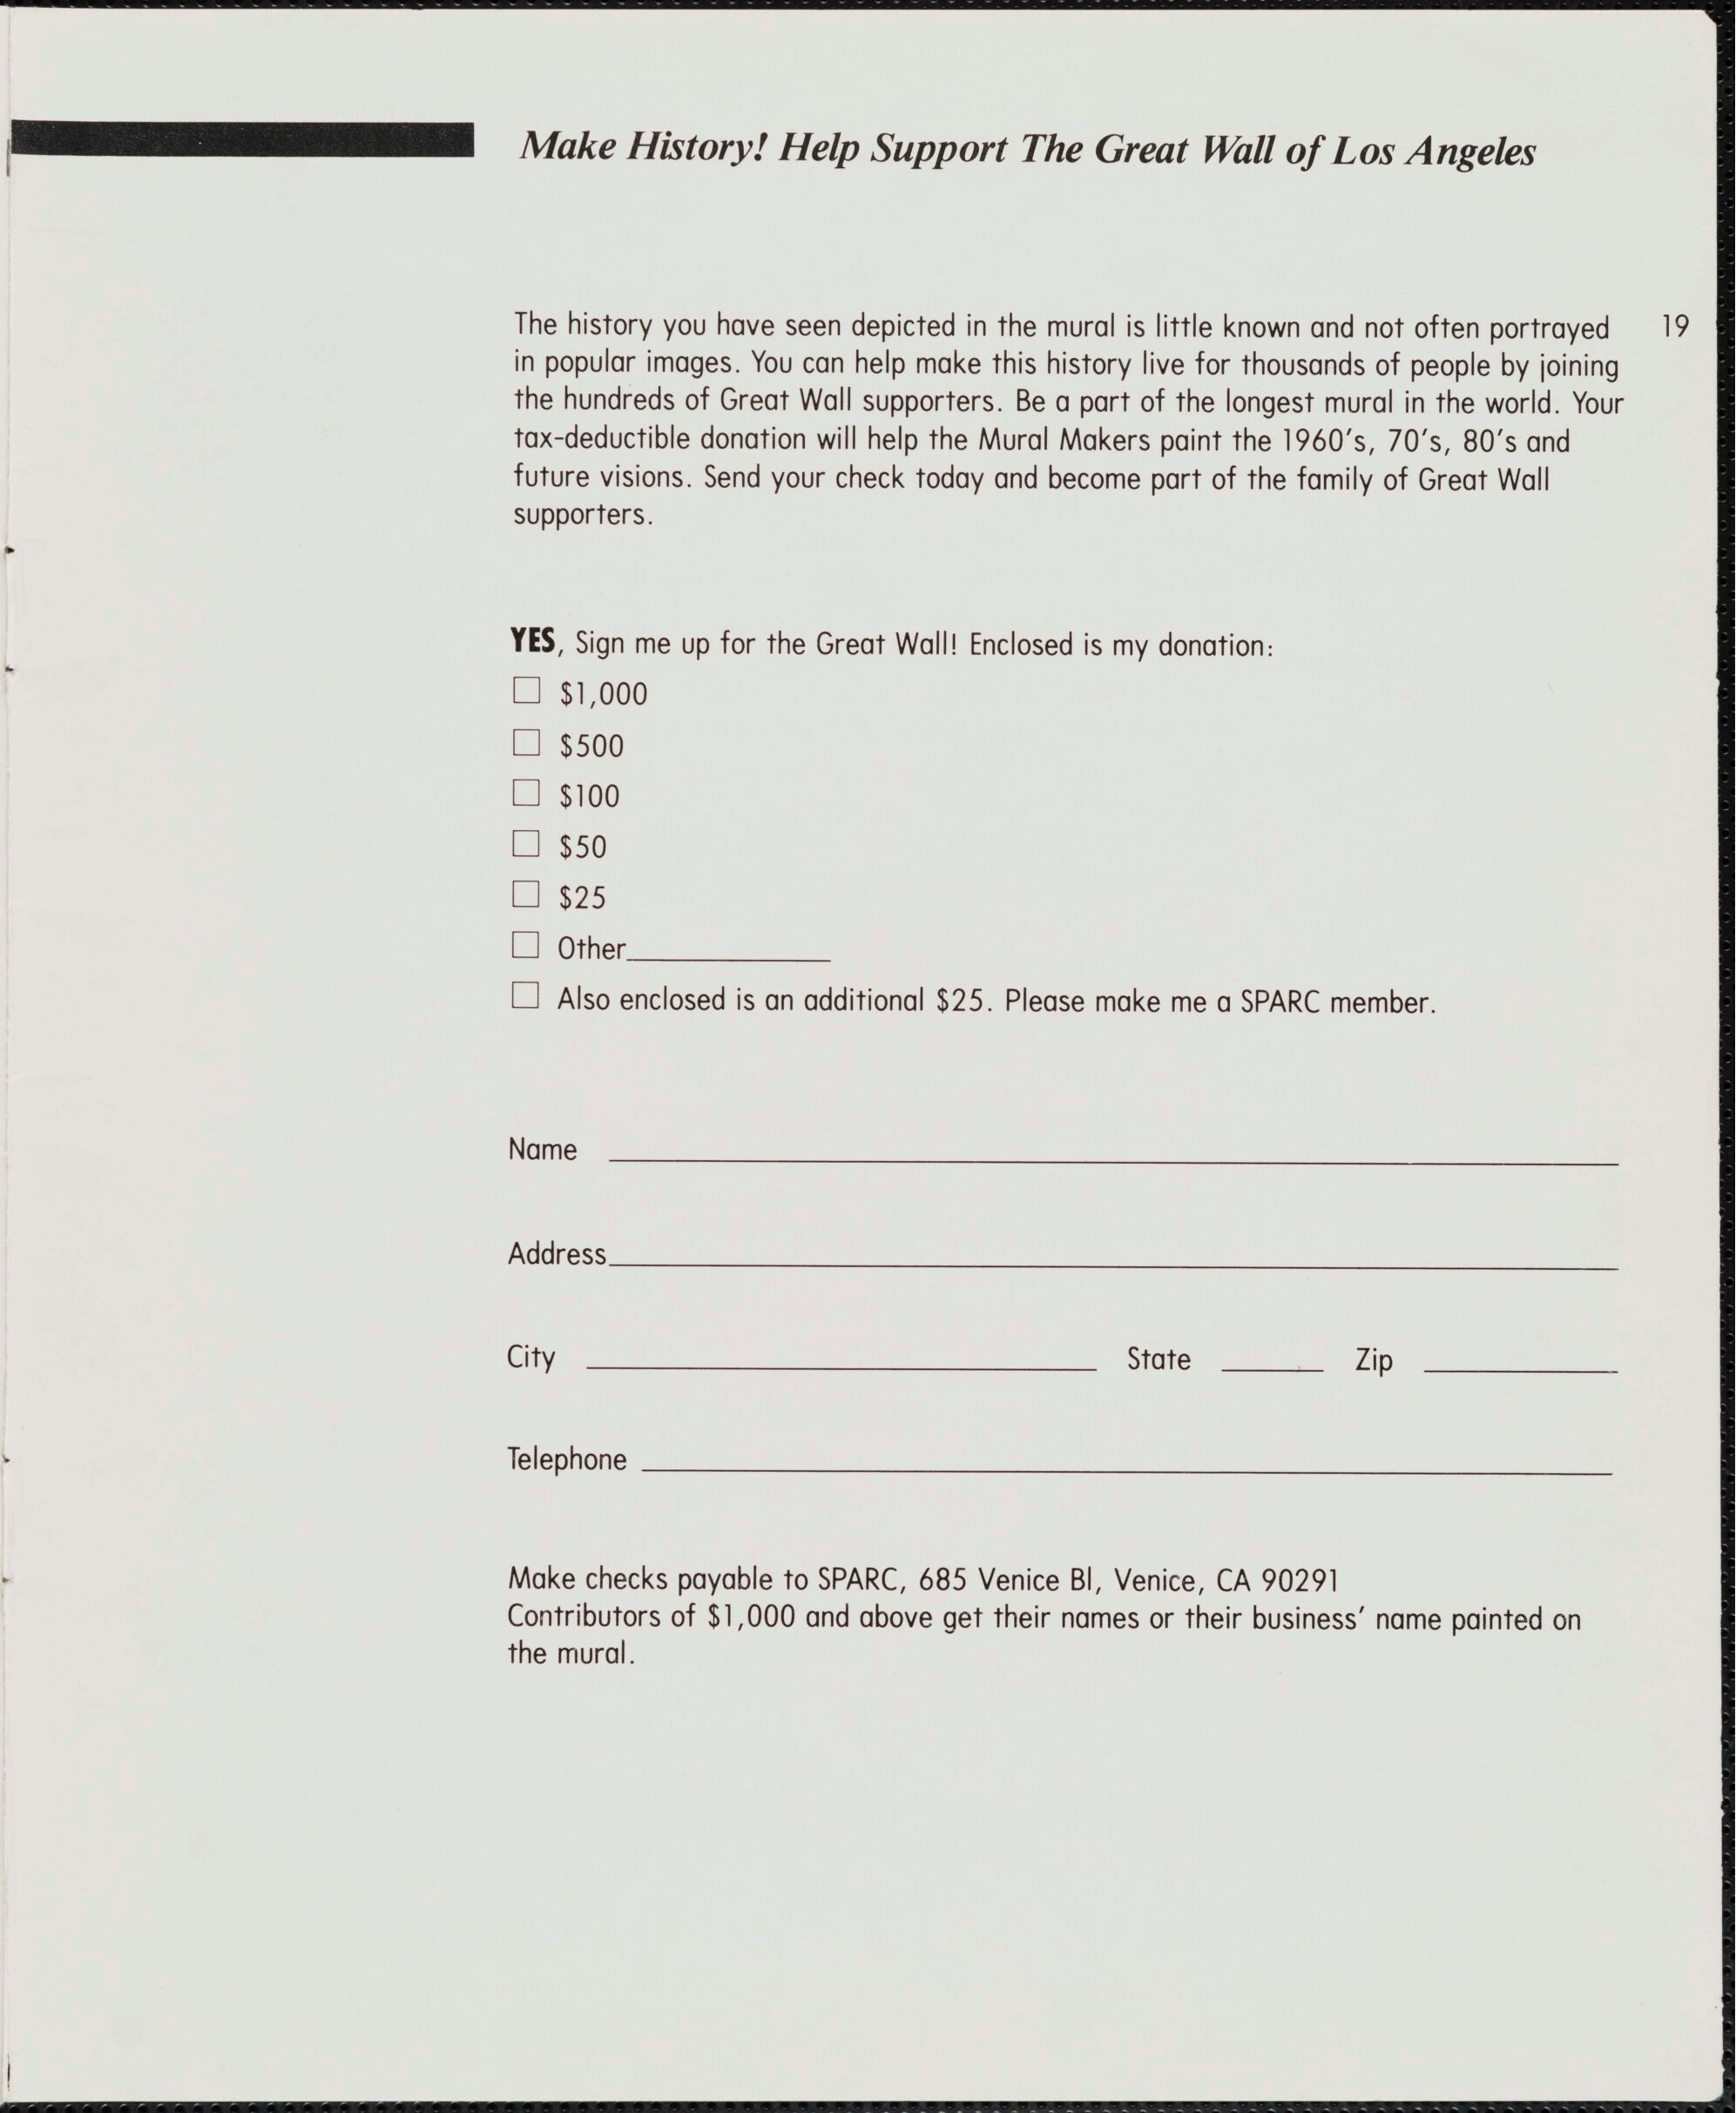 Make History! Help Support The Great Wall of Los Angeles
The history you have seen depicted in the mural is little known and not often portrayed
in popular images. You can help make this history live for thousands of people by joining
the hundreds of Great Wall supporters. Be a part of the longest mural in the world. Your
tax-deductible donation will help the Mural Makers paint the 1960's, 70's, 80's and
future visions. Send your check today and become part of the family of Great Wall
supporters.
19
YES, Sign me up for the Great Wall! Enclosed is my donation:
☐ $1,000
☐ $500
☐ $100
☐ $50
☐ $25
☐ Other
☐ Also enclosed is an additional $25. Please make me a SPARC member.
Name
Address
City State Zip
Telephone
Make checks payable to SPARC, 685 Venice Bl, Venice, CA 90291
Contributors of $1,000 and above get their names or their business' name painted on
the mural.